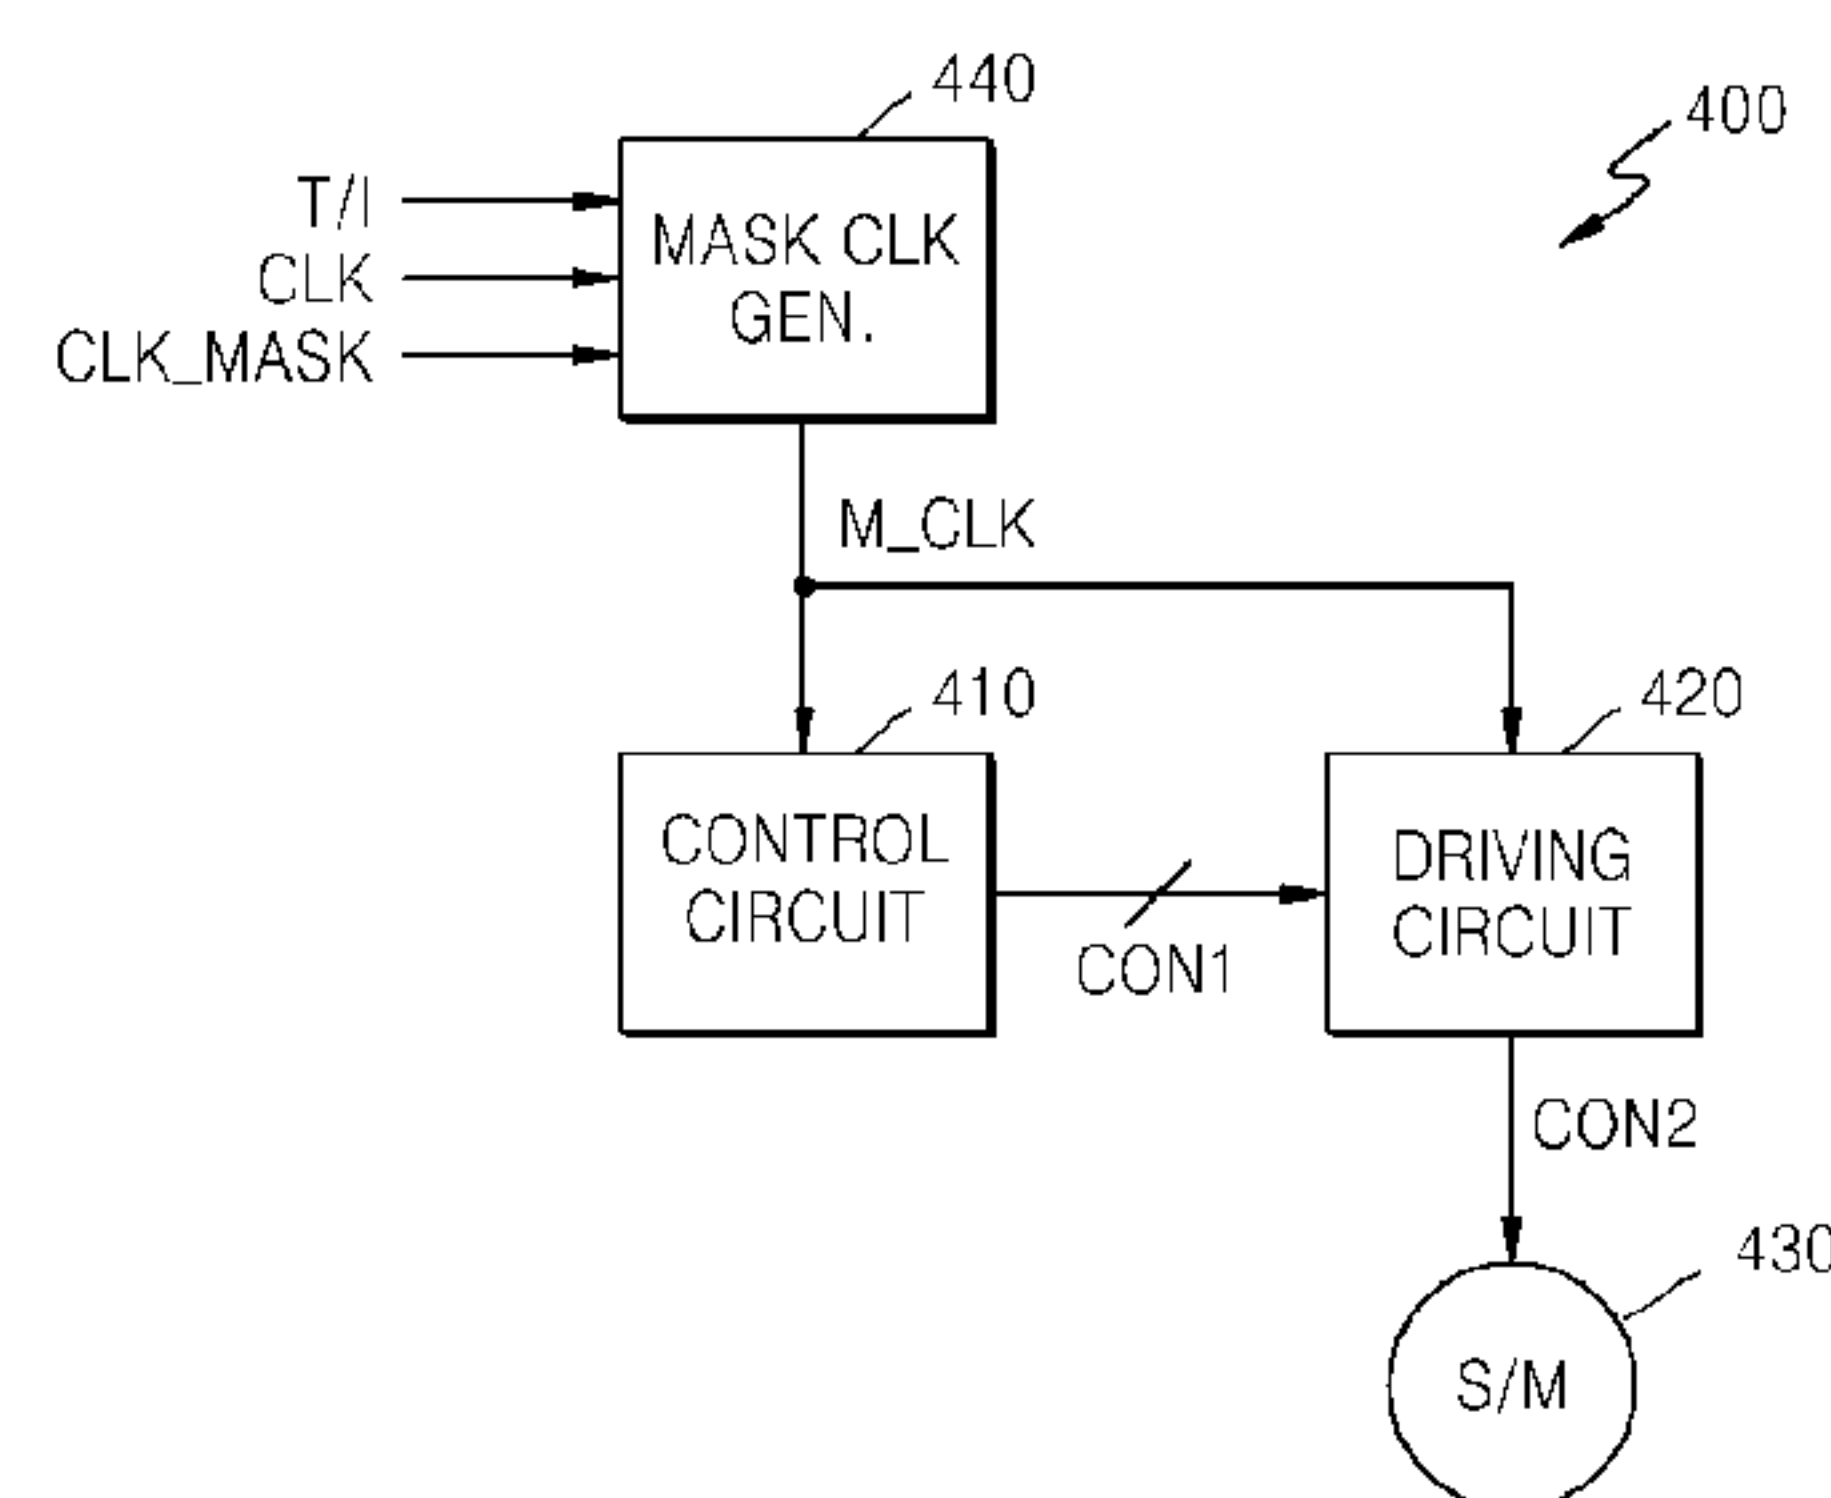 440
400
T/I
CLK
CLK_MASK
MASK CLK
GEN.
M_CLK
410
420
CONTROL
CIRCUIT
DRIVING
CIRCUIT
CON1
CON2
430
S/M